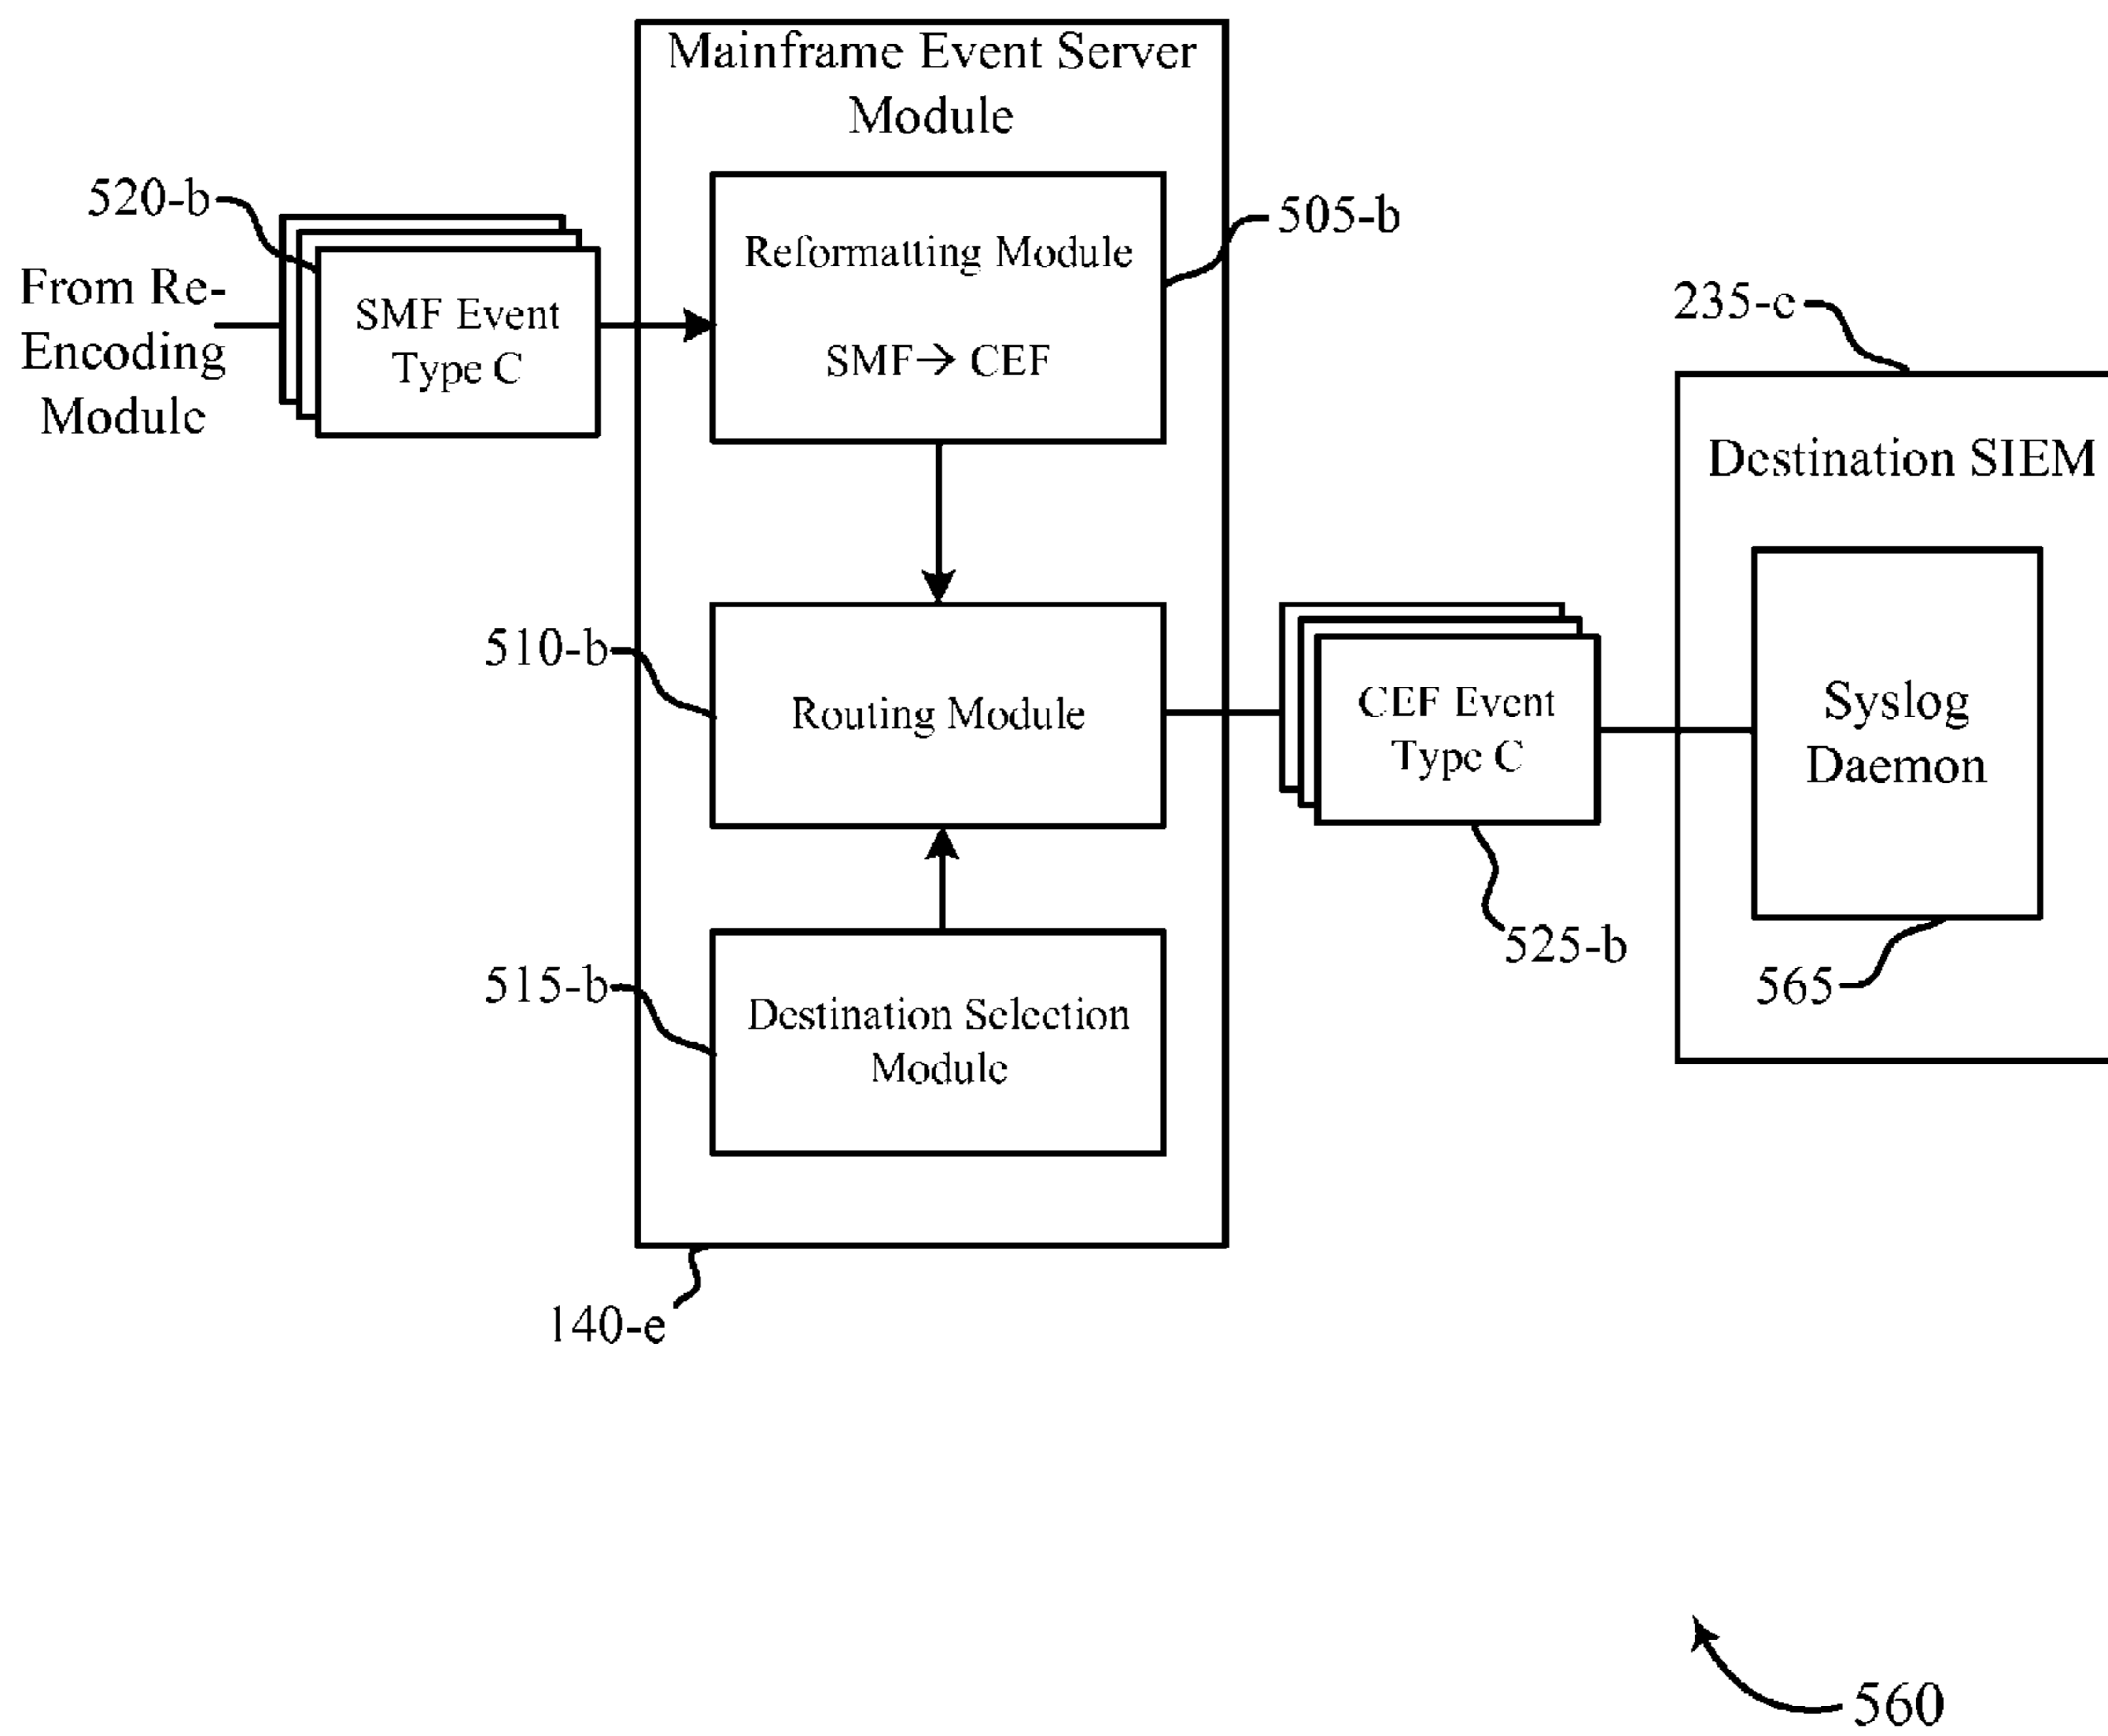 Mainframe Event Server
Module
520-b
505-b
From Re-
Encoding
Module
SMF Event
Type C
Reformatting Module
SMF→ CEF
235-c
Destination SIEM
510-b
Routing Module
CEF Event
Type C
Syslog
Daemon
525-b
515-b
Destination Selection
Module
565
140-e
560